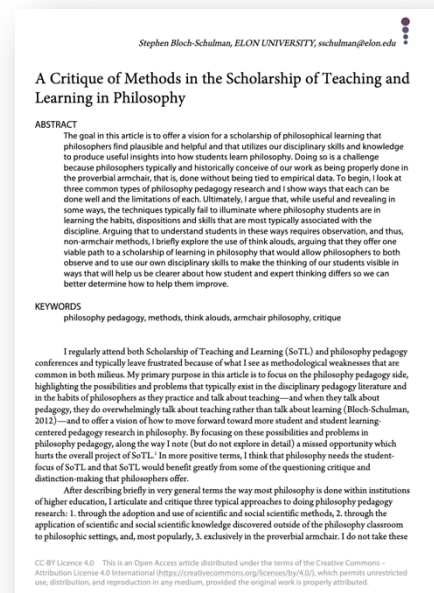 Stephen Bloch-Schulman, ELON UNIVERSITY, sschulman@elon.edu
A Critique of Methods in the Scholarship of Teaching and
Learning in Philosophy
ABSTRACT
The goal in this article is to offer a vision for a scholarship of philosophical learning that
philosophers find plausible and helpful and that utilizes our disciplinary skills and knowledge
to produce useful insights into how students learn philosophy. Doing so is a challenge
because philosophers typically and historically conceive of our work as being properly done in
the proverbial armchair, that is, done without being tied to empirical data. To begin, I look at
three common types of philosophy pedagogy research and I show ways that each can be
done well and the limitations of each. Ultimately, I argue that, while useful and revealing in
some ways, the techniques typically fail to illuminate where philosophy students are in
learning the habits, dispositions and skills that are most typically associated with the
discipline. Arguing that to understand students in these ways requires observation, and thus,
non-armchair methods, I briefly explore the use of think alouds, arguing that they offer one
viable path to a scholarship of learning in philosophy that would allow philosophers to both
observe and to use our own disciplinary skills to make the thinking of our students visible in
ways that will help us be clearer about how student and expert thinking differs so we can
better determine how to help them improve.
KEYWORDS
philosophy pedagogy, methods, think alouds, armchair philosophy, critique
I regularly attend both Scholarship of Teaching and Learning (SoTL) and philosophy pedagogy
conferences and typically leave frustrated because of what I see as methodological weaknesses that are
common in both milieus. My primary purpose in this article is to focus on the philosophy pedagogy side,
highlighting the possibilities and problems that typically exist in the disciplinary pedagogy literature and
in the habits of philosophers as they practice and talk about teaching—and when they talk about
pedagogy, they do overwhelmingly talk about teaching rather than talk about learning (Bloch-Schulman,
2012)—and to offer a vision of how to move forward toward more student and student learning-
centered pedagogy research in philosophy. By focusing on these possibilities and problems in
philosophy pedagogy, along the way I note (but do not explore in detail) a missed opportunity which
hurts the overall project of SoTL.¹ In more positive terms, I think that philosophy needs the student-
focus of SoTL and that SoTL would benefit greatly from some of the questioning critique and
distinction-making that philosophers offer.
After describing briefly in very general terms the way most philosophy is done within institutions
of higher education, I articulate and critique three typical approaches to doing philosophy pedagogy
research: 1. through the adoption and use of scientific and social scientific methods, 2. through the
application of scientific and social scientific knowledge discovered outside of the philosophy classroom
to philosophic settings, and, most popularly, 3. exclusively in the proverbial armchair. I do not take these
CC-BY Licence 4.0 This is an Open Access article distributed under the terms of the Creative Commons –
Attribution License 4.0 International (https://creativecommons.org/licenses/by/4.0/), which permits unrestricted
use, distribution, and reproduction in any medium, provided the original work is properly attributed.